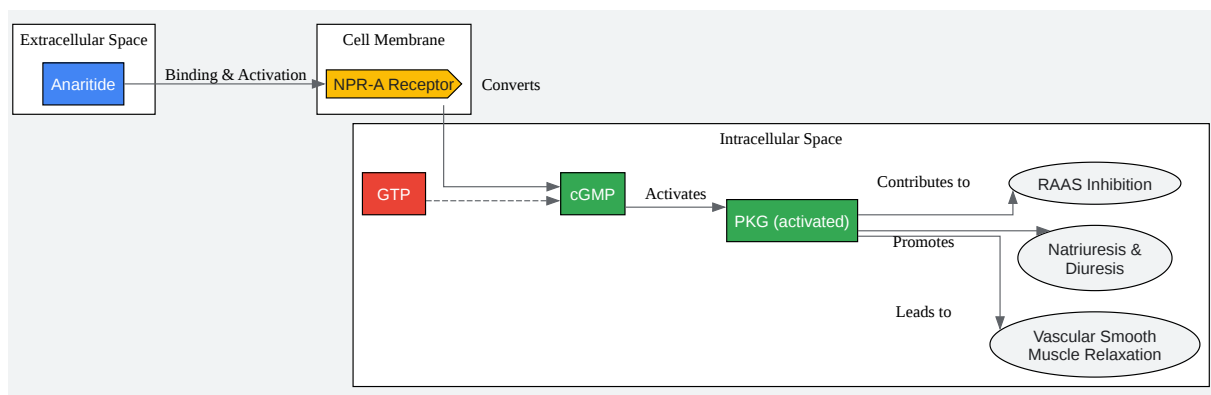 Extracellular Space
Anaritide
Binding & Activation
Cell Membrane
NPR-A Receptor
Converts
Intracellular Space
GTP
cGMP
Activates
PKG (activated)
Contributes to
RAAS Inhibition
Promotes
Natriuresis &
Diuresis
Leads to
Vascular Smooth
Muscle Relaxation